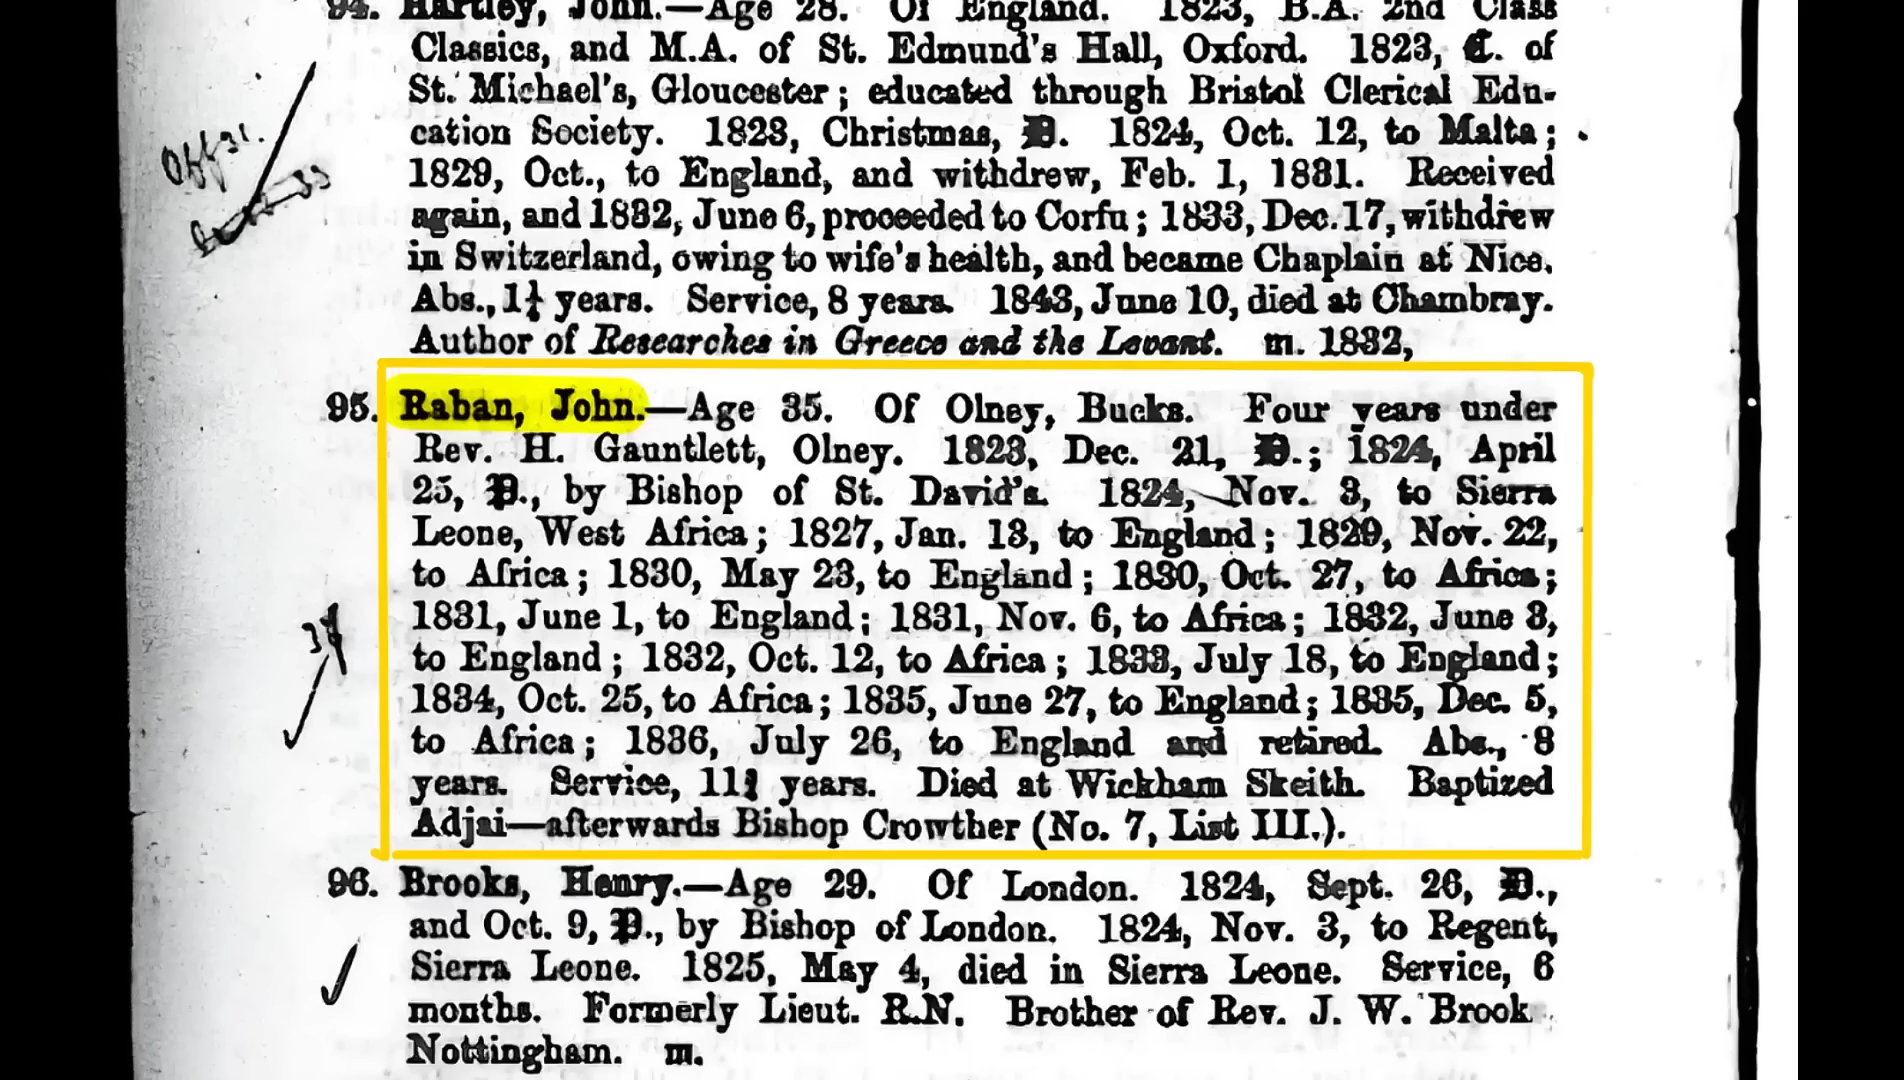 94. Hartley, John.—Age 28. Of England. 1823, B.A. 2nd Class
Classics, and M.A. of St. Edmund's Hall, Oxford. 1823, C. of
St. Michael's, Gloucester; educated through Bristol Clerical Edu-
cation Society. 1823, Christmas, D. 1824, Oct. 12, to Malta;
1829, Oct., to England, and withdrew, Feb. 1, 1831. Received
again, and 1832, June 6, proceeded to Corfu; 1833, Dec. 17, withdrew
in Switzerland, owing to wife's health, and became Chaplain at Nice.
Abs., 1¼ years. Service, 8 years. 1843, June 10, died at Chambray.
Author of Researches in Greece and the Levant. m. 1832,
95. Raban, John.—Age 35. Of Olney, Bucks. Four years under
Rev. H. Gauntlett, Olney. 1823, Dec. 21, D.; 1824, April
25, P., by Bishop of St. David's. 1824, Nov. 3, to Sierra
Leone, West Africa; 1827, Jan. 13, to England; 1829, Nov. 22,
to Africa; 1830, May 23, to England; 1830, Oct. 27, to Africa;
1831, June 1, to England; 1831, Nov. 6, to Africa; 1832, June 3,
to England; 1832, Oct. 12, to Africa; 1833, July 18, to England;
1834, Oct. 25, to Africa; 1835, June 27, to England; 1835, Dec. 5,
to Africa; 1836, July 26, to England and retired. Abs., 8
years. Service, 11¾ years. Died at Wickham Skeith. Baptized
Adjai—afterwards Bishop Crowther (No. 7, List III.).
96. Brooks, Henry.—Age 29. Of London. 1824, Sept. 26, D.,
and Oct. 9, P., by Bishop of London. 1824, Nov. 3, to Regent,
Sierra Leone. 1825, May 4, died in Sierra Leone. Service, 6
months. Formerly Lieut. R.N. Brother of Rev. J. W. Brook
Nottingham. m.